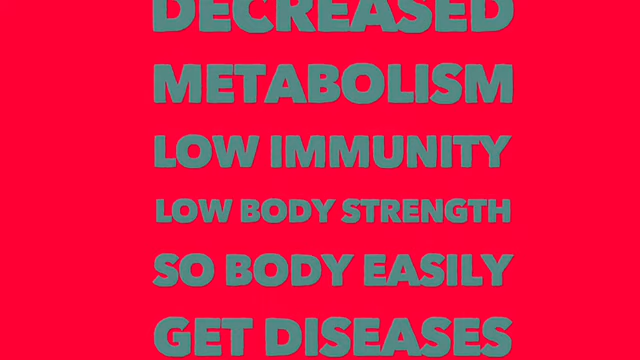 DECREASED
METABOLISM
LOW IMMUNITY
LOW BODY STRENGTH
SO BODY EASILY
GET DISEASES